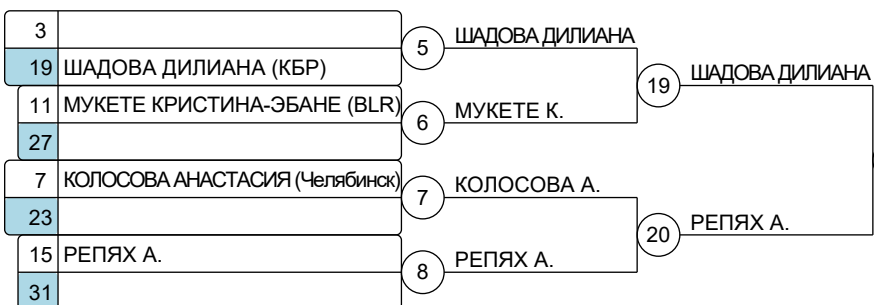 3
19 ШАДОВА ДИЛИАНА (КБР)
11 МУКЕТЕ КРИСТИНА-ЭБАНЕ (BLR)
27
7 КОЛОСОВА АНАСТАСИЯ (Челябинск)
23
15 РЕПЯХ А.
31
5 ШАДОВА ДИЛИАНА
6 МУКЕТЕ К.
7 КОЛОСОВА А.
8 РЕПЯХ А.
19 ШАДОВА ДИЛИАНА
20 РЕПЯХ А.